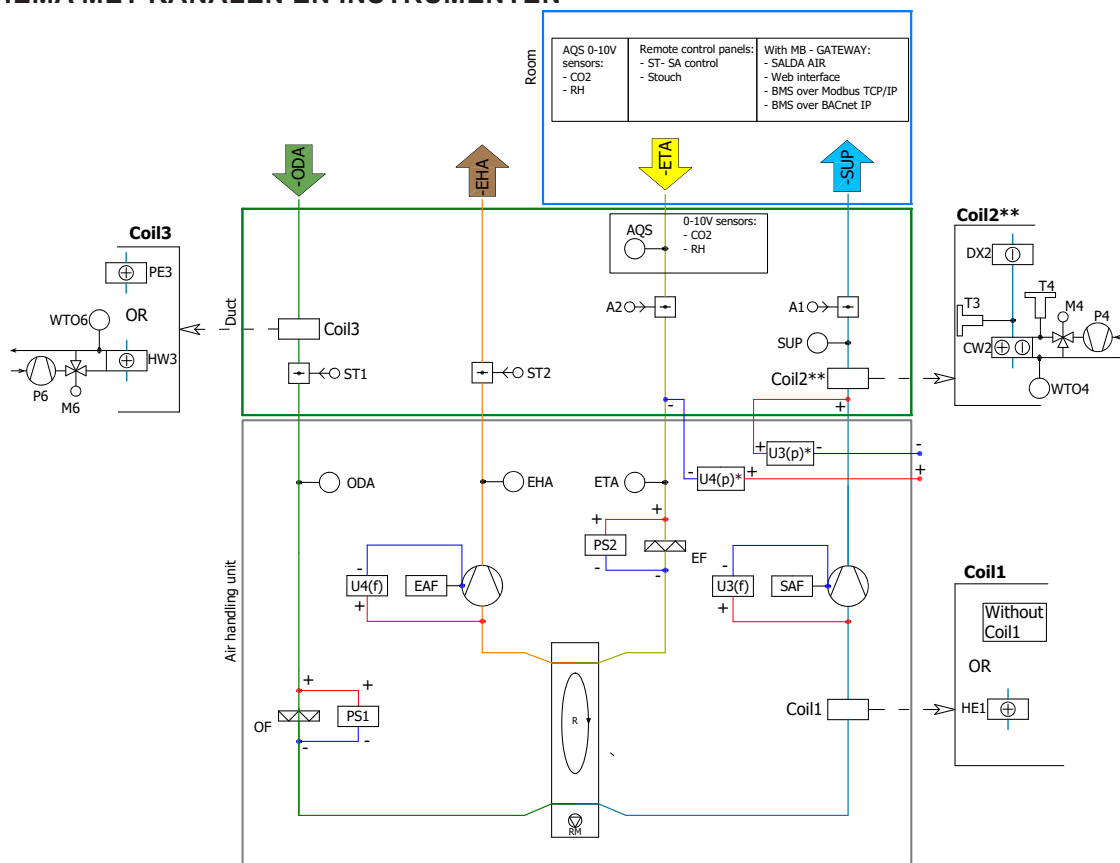 HEMA MET KANALEN EN INSTRUMENTEN
Room
AQS 0-10V
sensors:
- CO2
- RH
Remote control panels:
- ST- SA control
- Stouch
With MB - GATEWAY:
- SALDA AIR
- Web interface
- BMS over Modbus TCP/IP
- BMS over BACnet IP
-ODA
-EHA
-ETA
-SUP
Duct
AQS
0-10V sensors:
- CO2
- RH
Coil3
PE3
OR
WTO6
HW3
P6
M6
Coil3
ST1
ST2
A2
A1
SUP
Coil2**
Coil2**
DX2
T4
T3
M4
P4
CW2
WTO4
- +
+ U3(p)* - -
- U4(p)* + +
Air handling unit
ODA
EHA
ETA
+ +
PS2
- -
EF
- U4(f) +
EAF
- U3(f) +
SAF
Coil1
Without
Coil1
OR
HE1
+ +
OF
PS1
- -
R
RM
Coil1